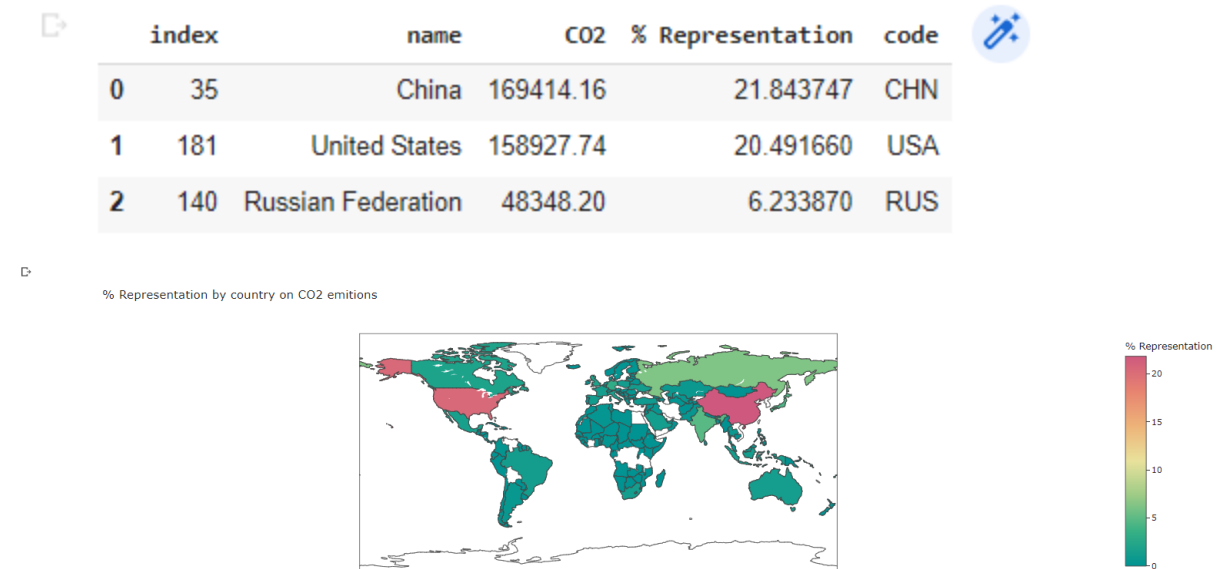 index name CO2 % Representation code
0 35 China 169414.16 21.843747 CHN
1 181 United States 158927.74 20.491660 USA
2 140 Russian Federation 48348.20 6.233870 RUS
% Representation by country on CO2 emitions
% Representation
20
15
10
5
0